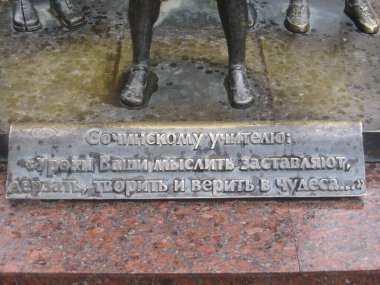 Сочинскому учителю:
«Уроки Ваши мыслить заставляют,
дерзать, творить и верить в чудеса...»